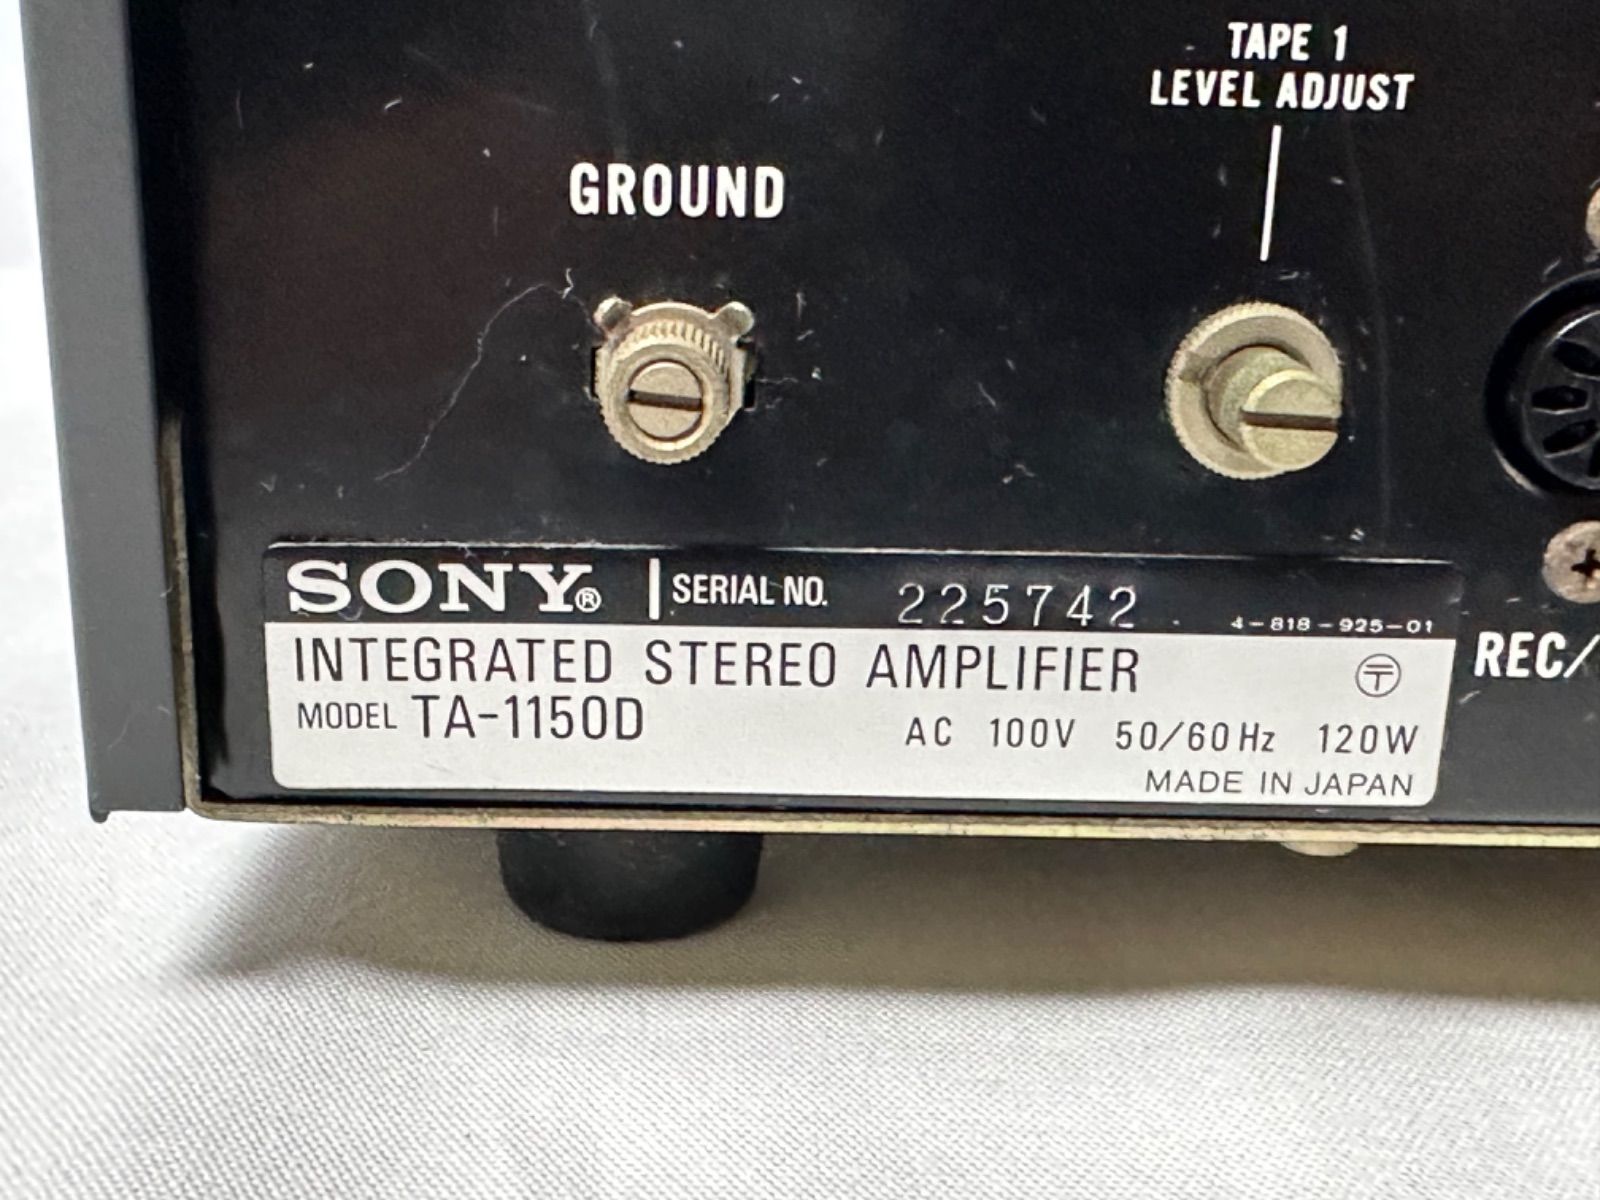 TAPE 1
LEVEL ADJUST
GROUND
SONY® SERIAL NO. 225742 4-818-925-01
INTEGRATED STEREO AMPLIFIER 〒
MODEL TA-1150D AC 100V 50/60Hz 120W
MADE IN JAPAN
REC/